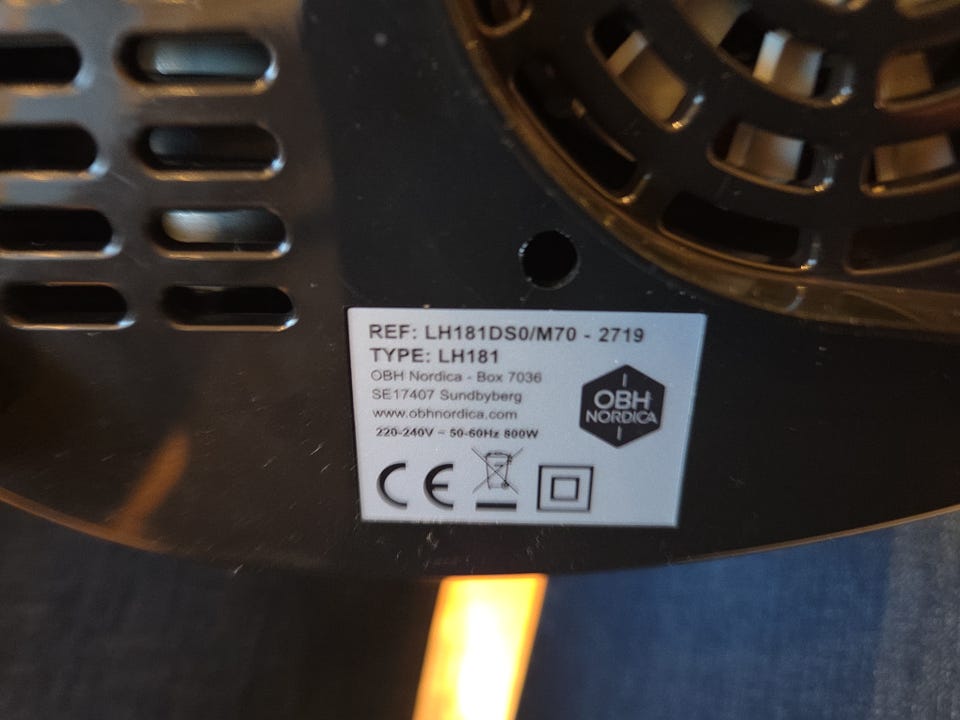 REF: LH181DS0/M70 - 2719
TYPE: LH181
OBH Nordica - Box 7036
SE17407 Sundbyberg
www.obhnordica.com
220-240V ~ 50-60Hz 800W
OBH
NORDICA
CE